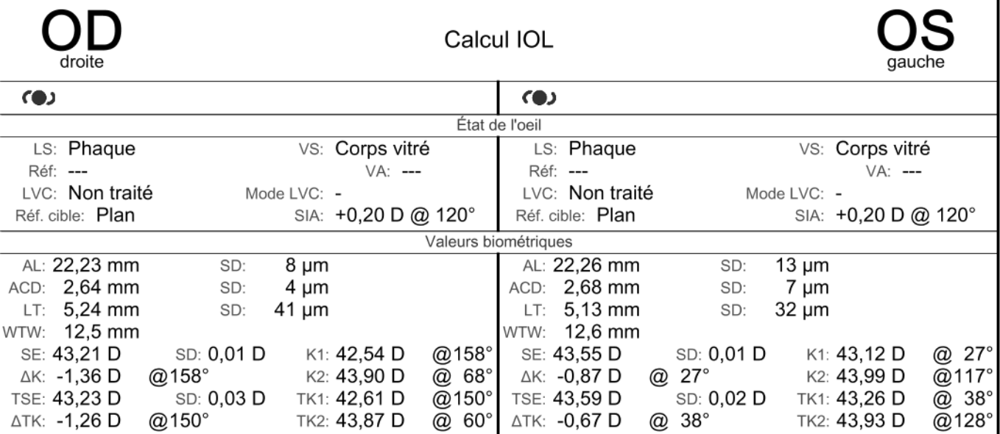 OD Calcul IOL OS
droite gauche
État de l'oeil
LS: Phaque VS: Corps vitré LS: Phaque VS: Corps vitré
Réf: --- VA: --- Réf: --- VA: ---
LVC: Non traité Mode LVC: - LVC: Non traité Mode LVC: -
Réf. cible: Plan SIA: +0,20 D @ 120° Réf. cible: Plan SIA: +0,20 D @ 120°
Valeurs biométriques
AL: 22,23 mm SD: 8 µm AL: 22,26 mm SD: 13 µm
ACD: 2,64 mm SD: 4 µm ACD: 2,68 mm SD: 7 µm
LT: 5,24 mm SD: 41 µm LT: 5,13 mm SD: 32 µm
WTW: 12,5 mm WTW: 12,6 mm
SE: 43,21 D SD: 0,01 D K1: 42,54 D @158° SE: 43,55 D SD: 0,01 D K1: 43,12 D @ 27°
ΔK: -1,36 D @158° K2: 43,90 D @ 68° ΔK: -0,87 D @ 27° K2: 43,99 D @117°
TSE: 43,23 D SD: 0,03 D TK1: 42,61 D @150° TSE: 43,59 D SD: 0,02 D TK1: 43,26 D @ 38°
ΔTK: -1,26 D @150° TK2: 43,87 D @ 60° ΔTK: -0,67 D @ 38° TK2: 43,93 D @128°